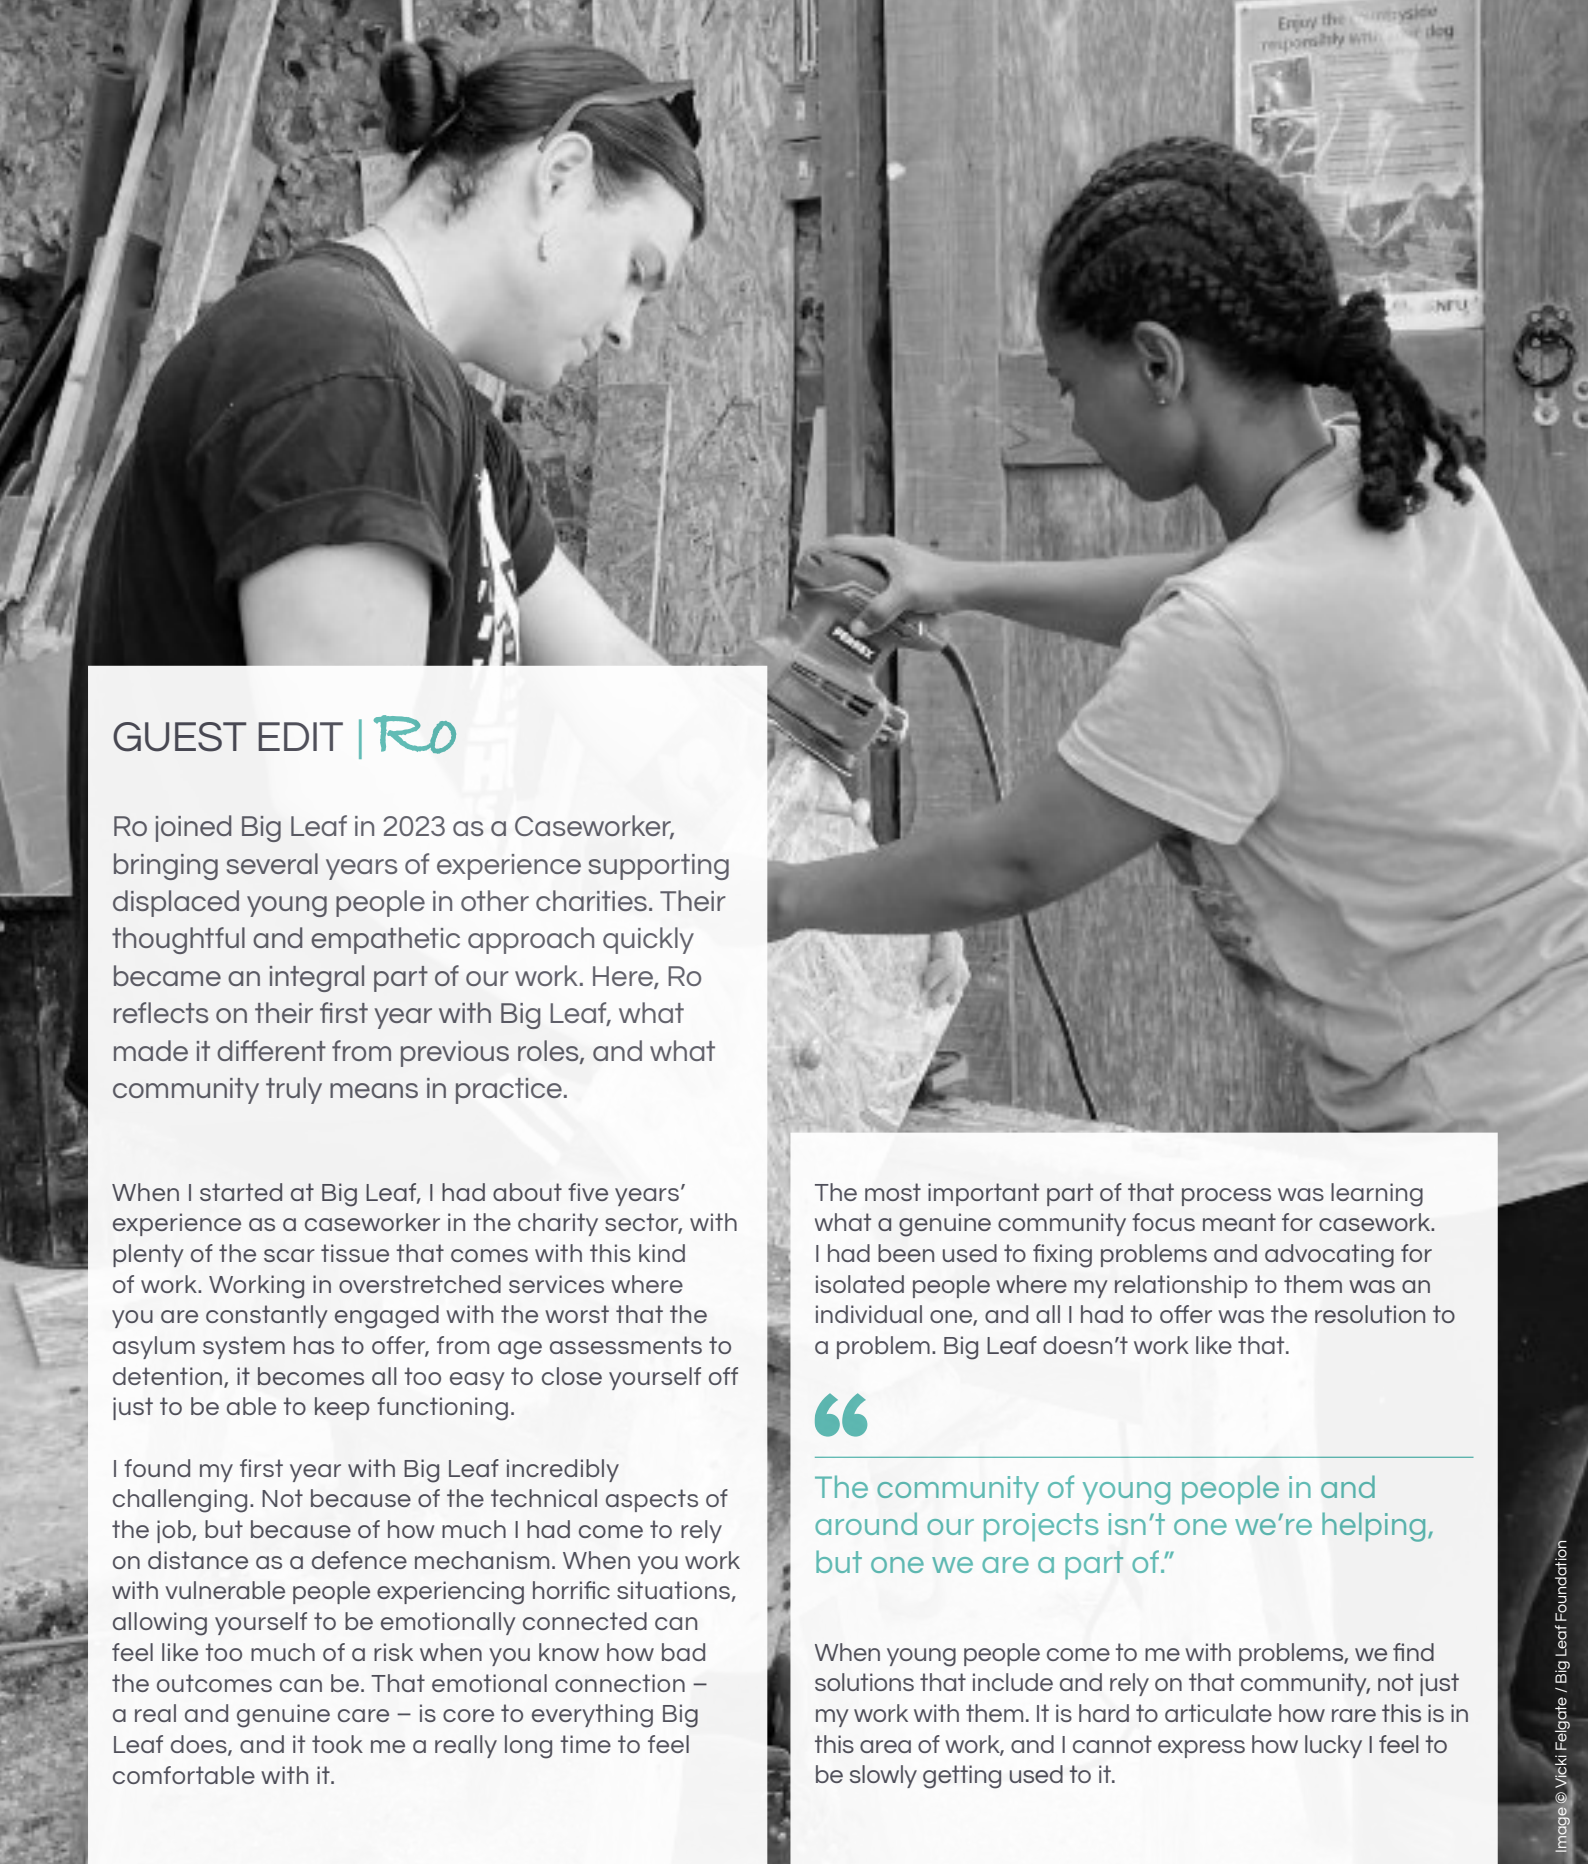 Enjoy the countryside
responsibly with your dog
NFU
GUEST EDIT | Ro
Ro joined Big Leaf in 2023 as a Caseworker,
bringing several years of experience supporting
displaced young people in other charities. Their
thoughtful and empathetic approach quickly
became an integral part of our work. Here, Ro
reflects on their first year with Big Leaf, what
made it different from previous roles, and what
community truly means in practice.
When I started at Big Leaf, I had about five years’
experience as a caseworker in the charity sector, with
plenty of the scar tissue that comes with this kind
of work. Working in overstretched services where
you are constantly engaged with the worst that the
asylum system has to offer, from age assessments to
detention, it becomes all too easy to close yourself off
just to be able to keep functioning.
I found my first year with Big Leaf incredibly
challenging. Not because of the technical aspects of
the job, but because of how much I had come to rely
on distance as a defence mechanism. When you work
with vulnerable people experiencing horrific situations,
allowing yourself to be emotionally connected can
feel like too much of a risk when you know how bad
the outcomes can be. That emotional connection –
a real and genuine care – is core to everything Big
Leaf does, and it took me a really long time to feel
comfortable with it.
The most important part of that process was learning
what a genuine community focus meant for casework.
I had been used to fixing problems and advocating for
isolated people where my relationship to them was an
individual one, and all I had to offer was the resolution to
a problem. Big Leaf doesn’t work like that.
“
The community of young people in and
around our projects isn’t one we’re helping,
but one we are a part of.”
When young people come to me with problems, we find
solutions that include and rely on that community, not just
my work with them. It is hard to articulate how rare this is in
this area of work, and I cannot express how lucky I feel to
be slowly getting used to it.
Image © Vicki Felgate / Big Leaf Foundation